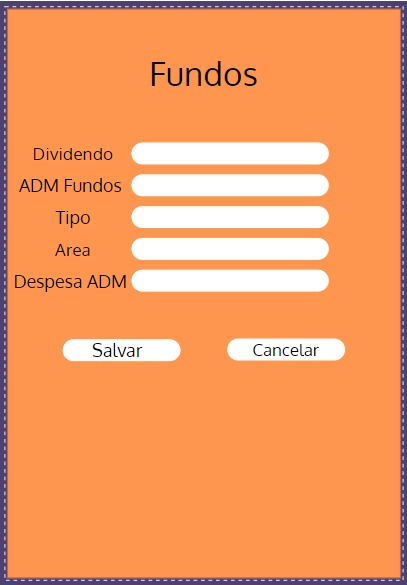 Fundos
Dividendo
ADM Fundos
Tipo
Area
Despesa ADM
Salvar Cancelar